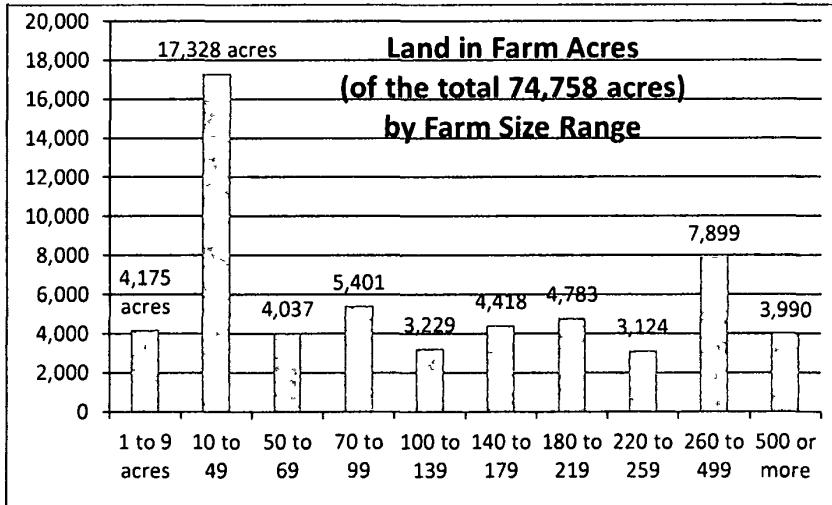 Land in Farm Acres
(of the total 74,758 acres)
by Farm Size Range
20,000
18,000
16,000
14,000
12,000
10,000
8,000
6,000
4,000
2,000
0
4,175
acres
17,328 acres
4,037
5,401
3,229
4,418
4,783
3,124
7,899
3,990
1 to 9
acres
10 to
49
50 to
69
70 to
99
100 to
139
140 to
179
180 to
219
220 to
259
260 to
499
500 or
more